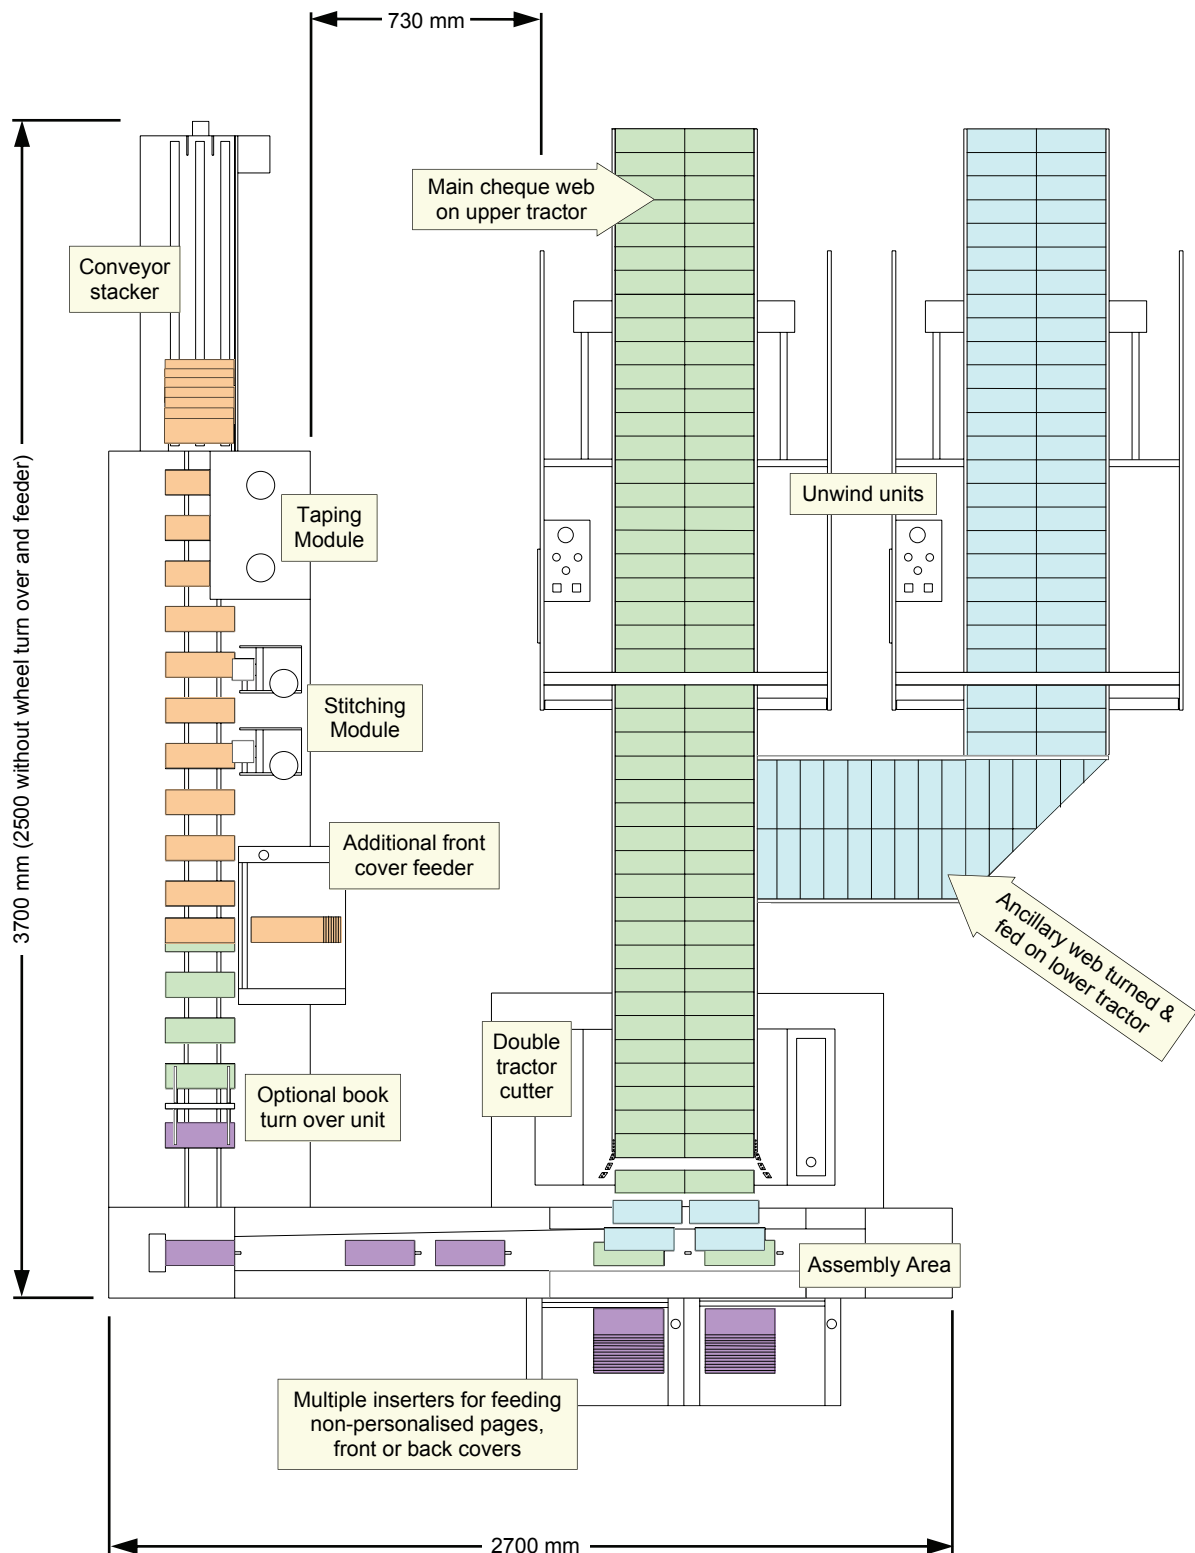 730 mm
Main cheque web
on upper tractor
Conveyor
stacker
3700 mm (2500 without wheel turn over and feeder)
Unwind units
Taping
Module
Stitching
Module
Additional front
cover feeder
Ancillary web turned &
fed on lower tractor
Double
tractor
cutter
Optional book
turn over unit
Assembly Area
Multiple inserters for feeding
non-personalised pages,
front or back covers
2700 mm